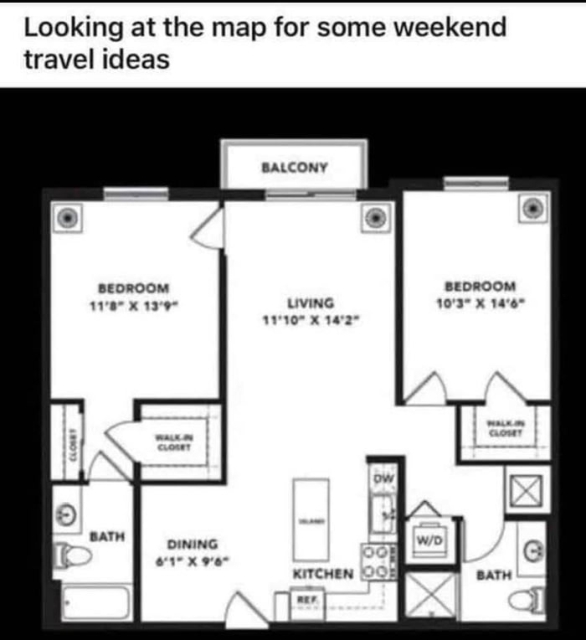 Looking at the map for some weekend
travel ideas
BALCONY
BEDROOM
11'8" X 13'9"
LIVING
11'10" X 14'2"
BEDROOM
10'3" X 14'6"
CLOSET
WALK-IN
CLOSET
WALK-IN
CLOSET
DW
BATH
DINING
6'1" X 9'6"
ISLAND
KITCHEN
REF.
W/D
BATH